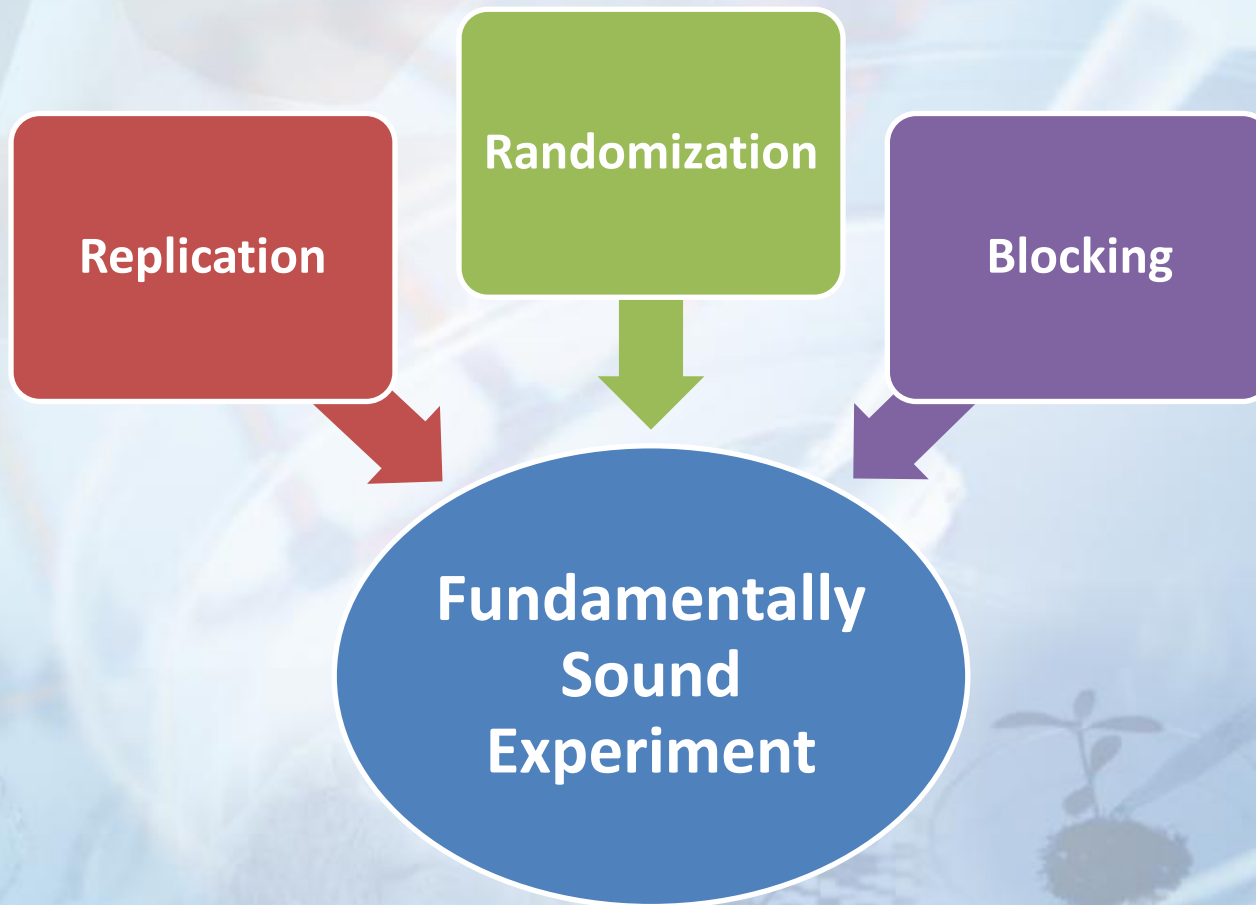 Replication
Randomization
Blocking
Fundamentally
Sound
Experiment